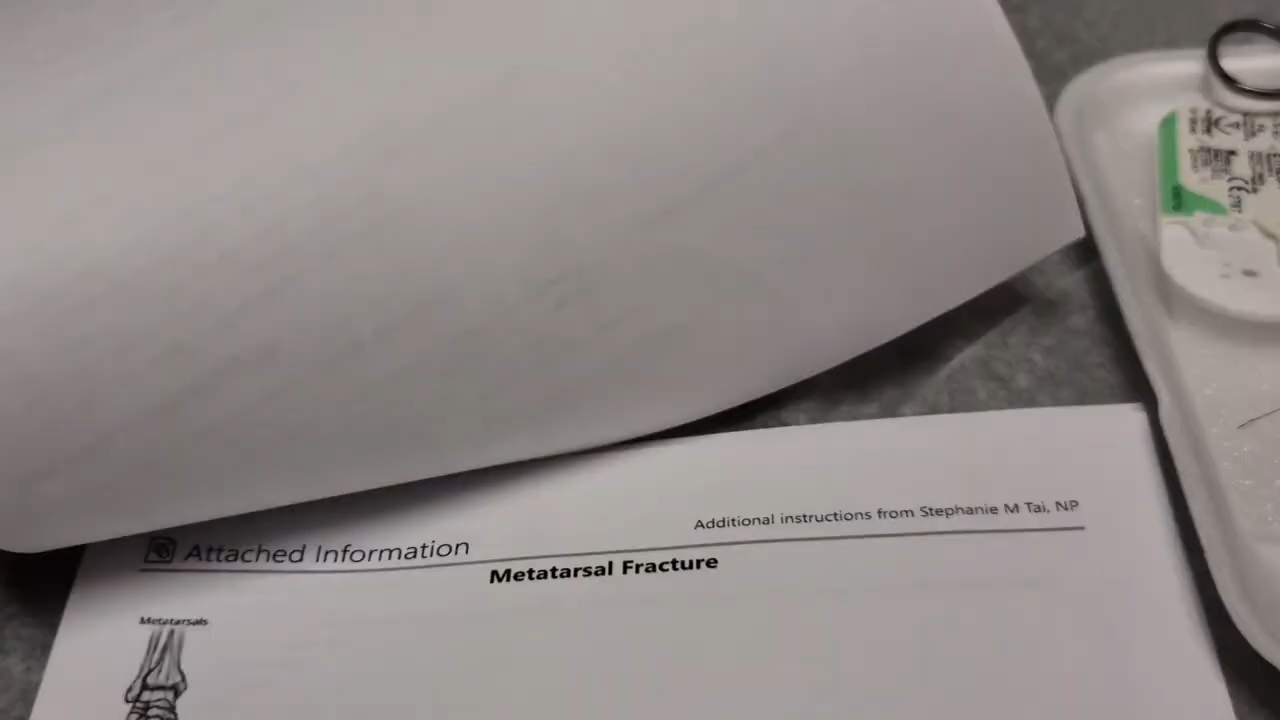 Additional instructions from Stephanie M Tai, NP
Attached Information
Metatarsal Fracture
Metatarsals